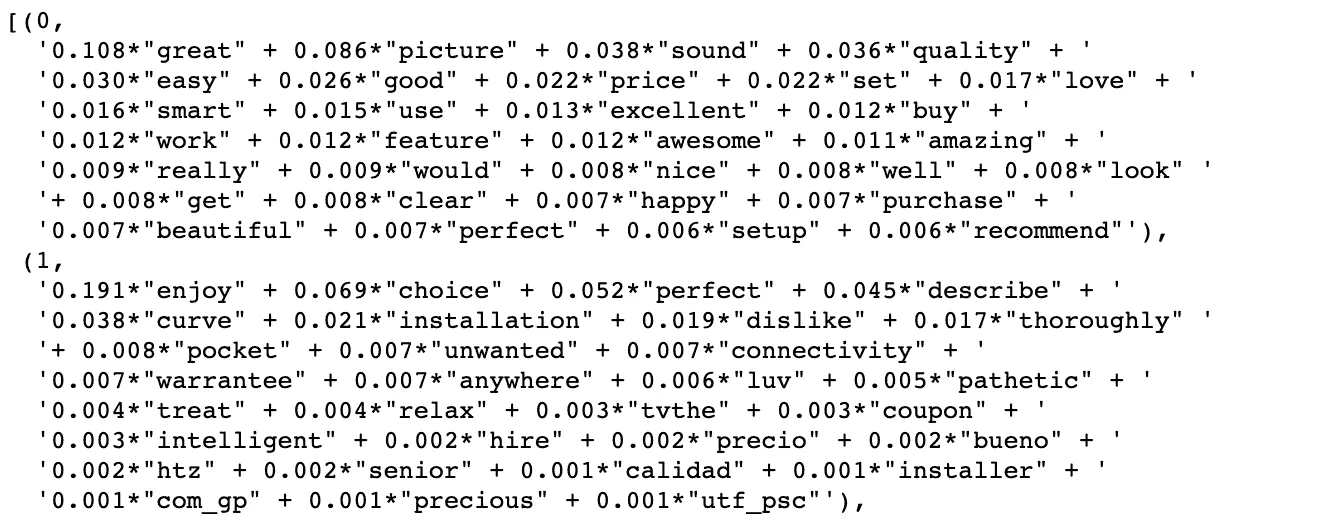 [(0,
'0.108*"great" + 0.086*"picture" + 0.038*"sound" + 0.036*"quality" + '
'0.030*"easy" + 0.026*"good" + 0.022*"price" + 0.022*"set" + 0.017*"love" + '
'0.016*"smart" + 0.015*"use" + 0.013*"excellent" + 0.012*"buy" + '
'0.012*"work" + 0.012*"feature" + 0.012*"awesome" + 0.011*"amazing" + '
'0.009*"really" + 0.009*"would" + 0.008*"nice" + 0.008*"well" + 0.008*"look" '
'+ 0.008*"get" + 0.008*"clear" + 0.007*"happy" + 0.007*"purchase" + '
'0.007*"beautiful" + 0.007*"perfect" + 0.006*"setup" + 0.006*"recommend"'),
(1,
'0.191*"enjoy" + 0.069*"choice" + 0.052*"perfect" + 0.045*"describe" + '
'0.038*"curve" + 0.021*"installation" + 0.019*"dislike" + 0.017*"thoroughly" '
'+ 0.008*"pocket" + 0.007*"unwanted" + 0.007*"connectivity" + '
'0.007*"warrantee" + 0.007*"anywhere" + 0.006*"luv" + 0.005*"pathetic" + '
'0.004*"treat" + 0.004*"relax" + 0.003*"tvthe" + 0.003*"coupon" + '
'0.003*"intelligent" + 0.002*"hire" + 0.002*"precio" + 0.002*"bueno" + '
'0.002*"htz" + 0.002*"senior" + 0.001*"calidad" + 0.001*"installer" + '
'0.001*"com_gp" + 0.001*"precious" + 0.001*"utf_psc"'),